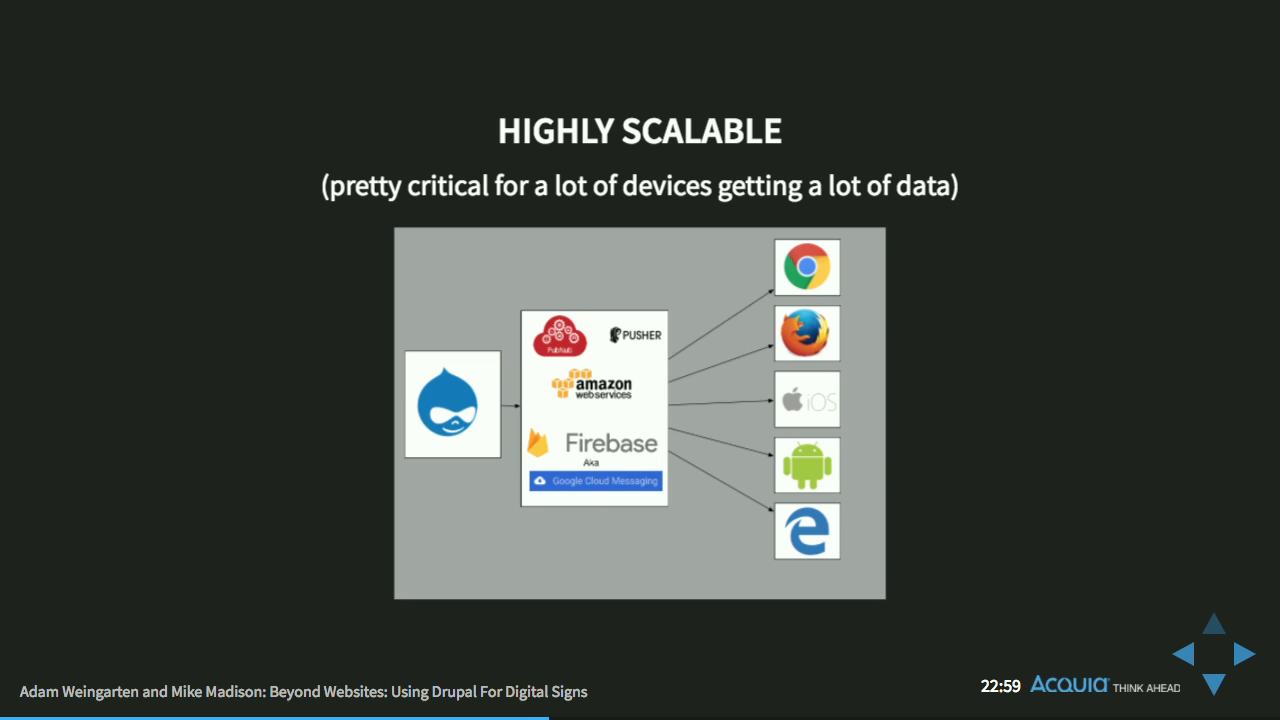 HIGHLY SCALABLE
(pretty critical for a lot of devices getting a lot of data)
PubNub
PUSHER
amazon
webservices
Firebase
Aka
Google Cloud Messaging
iOS
Adam Weingarten and Mike Madison: Beyond Websites: Using Drupal For Digital Signs
22:59
ACQUIA THINK AHEAD